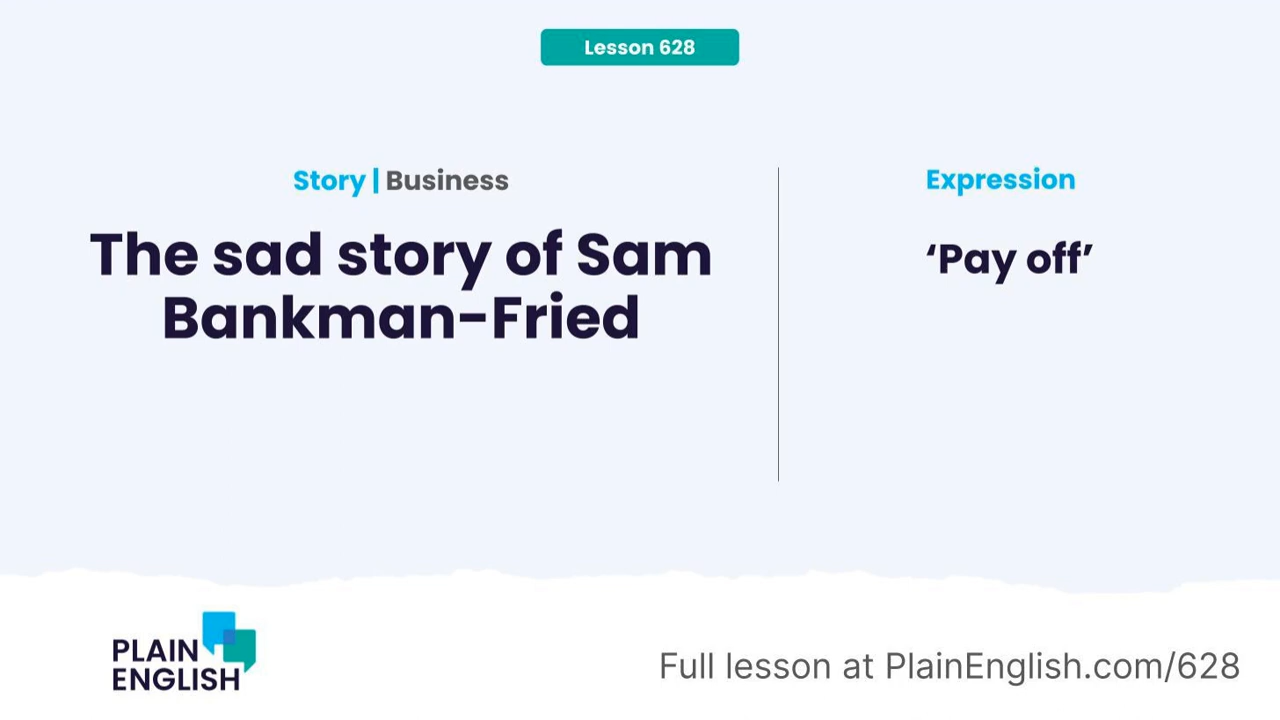 Lesson 628
Story | Business
The sad story of Sam
Bankman-Fried
Expression
‘Pay off’
PLAIN
ENGLISH
Full lesson at PlainEnglish.com/628